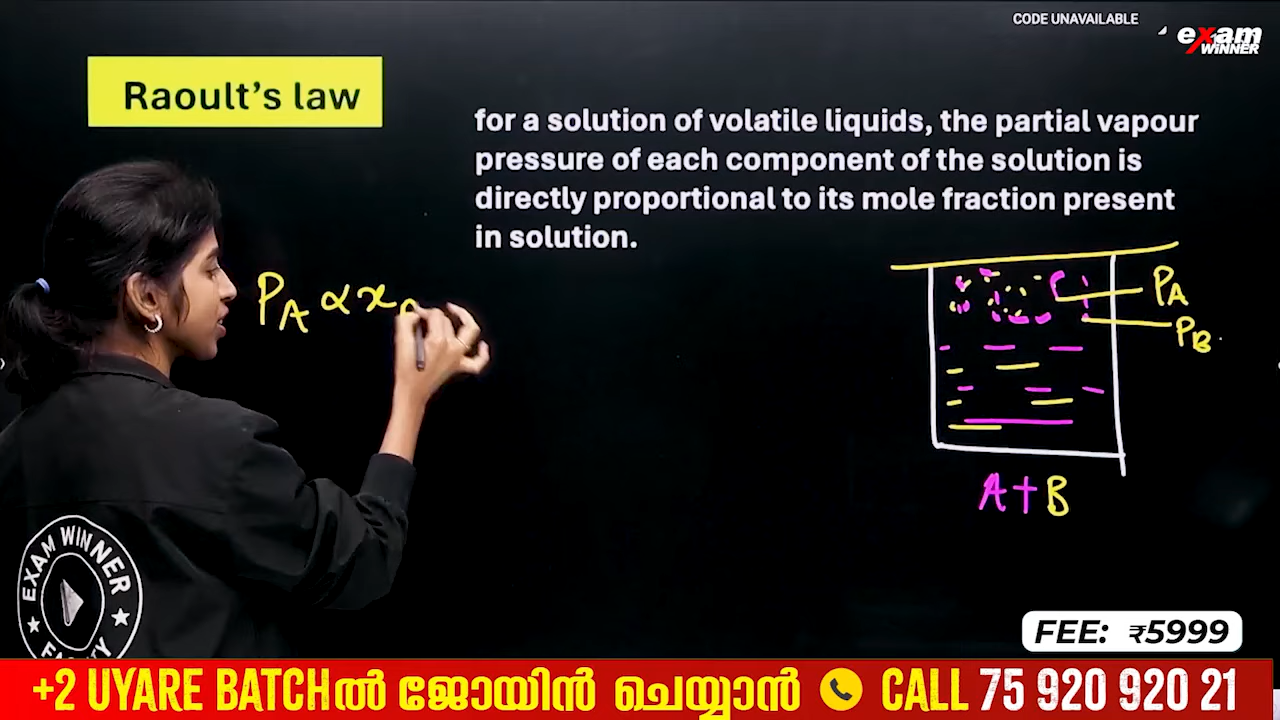 CODE UNAVAILABLE
exam
WINNER
Raoult's law
for a solution of volatile liquids, the partial vapour
pressure of each component of the solution is
directly proportional to its mole fraction present
in solution.
PA ∝ x
PA
PB
A+B
EXAM WINNER
FACULTY
FEE: ₹5999
+2 UYARE BATCHൽ ജോയിൻ ചെയ്യാൻ CALL 75 920 920 21